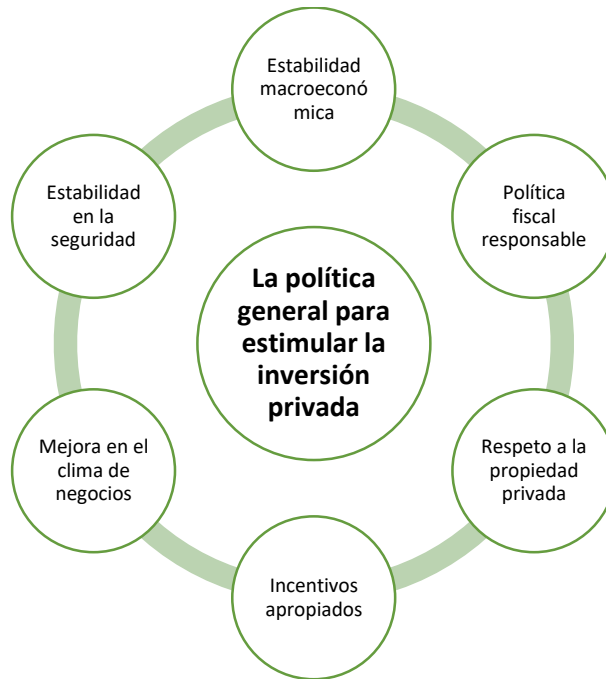 Estabilidad
macroeconó
mica
Política
fiscal
responsable
Respeto a la
propiedad
privada
Incentivos
apropiados
Mejora en el
clima de
negocios
Estabilidad
en la
seguridad
La política
general para
estimular la
inversión
privada